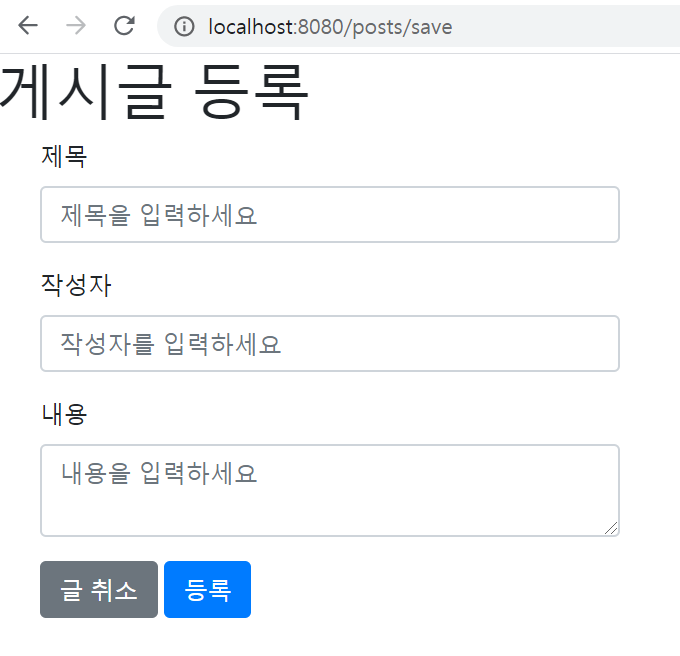 localhost:8080/posts/save
게시글 등록
제목
제목을 입력하세요
작성자
작성자를 입력하세요
내용
내용을 입력하세요
글 취소 등록